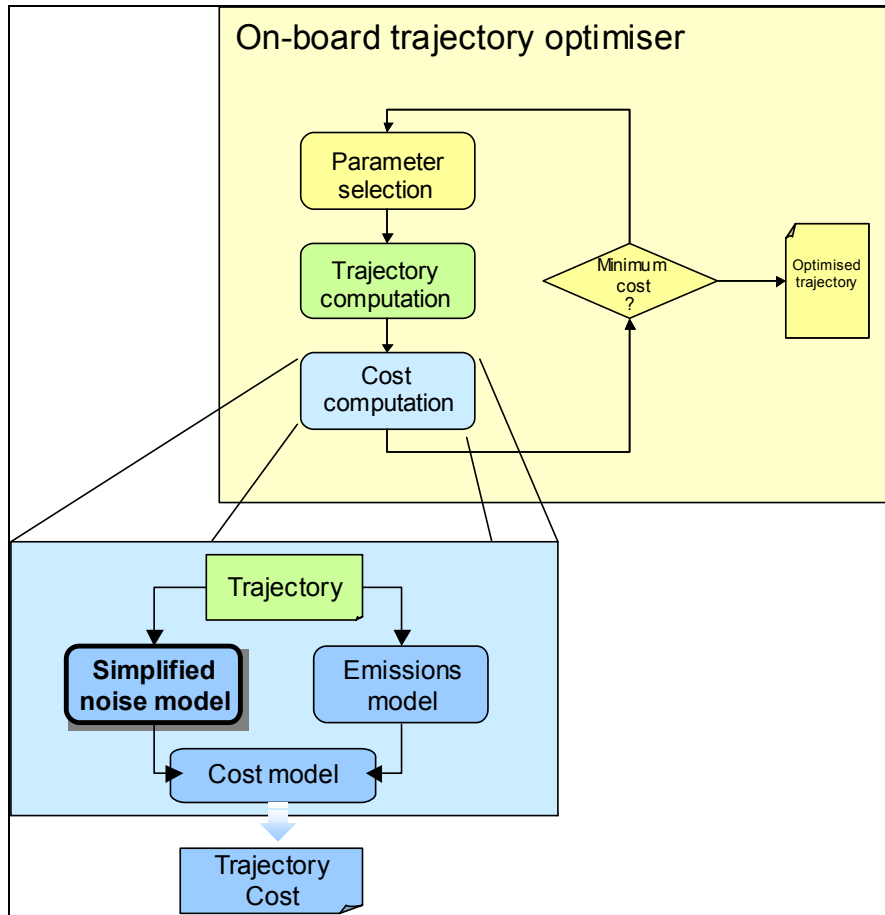 On-board trajectory optimiser
Parameter
selection
Trajectory
computation
Minimum
cost
?
Optimised
trajectory
Cost
computation
Trajectory
Simplified
noise model
Emissions
model
Cost model
Trajectory
Cost